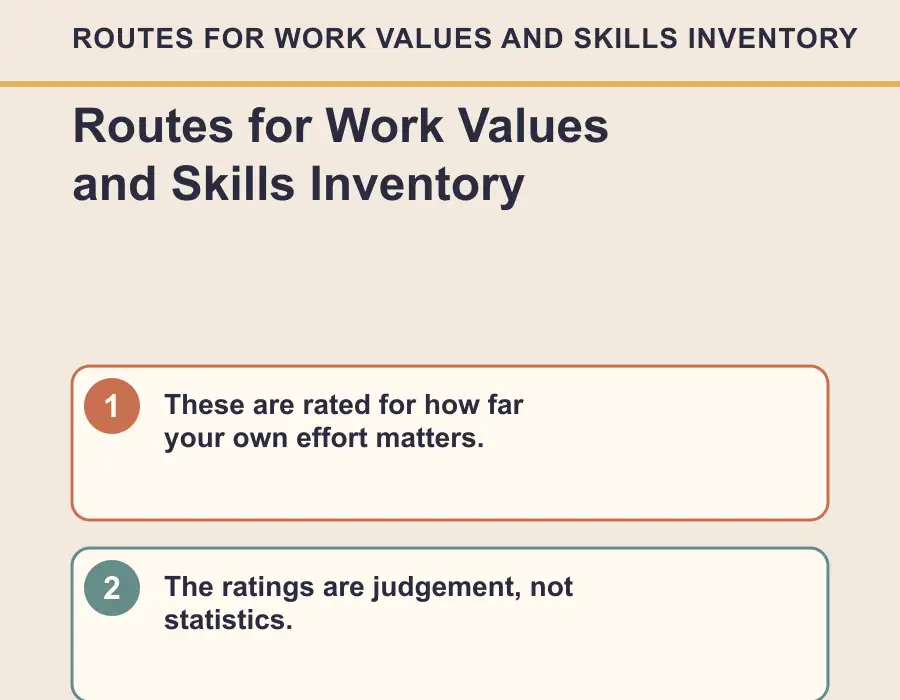 ROUTES FOR WORK VALUES AND SKILLS INVENTORY
Routes for Work Values
and Skills Inventory
1
These are rated for how far
your own effort matters.
2
The ratings are judgement, not
statistics.